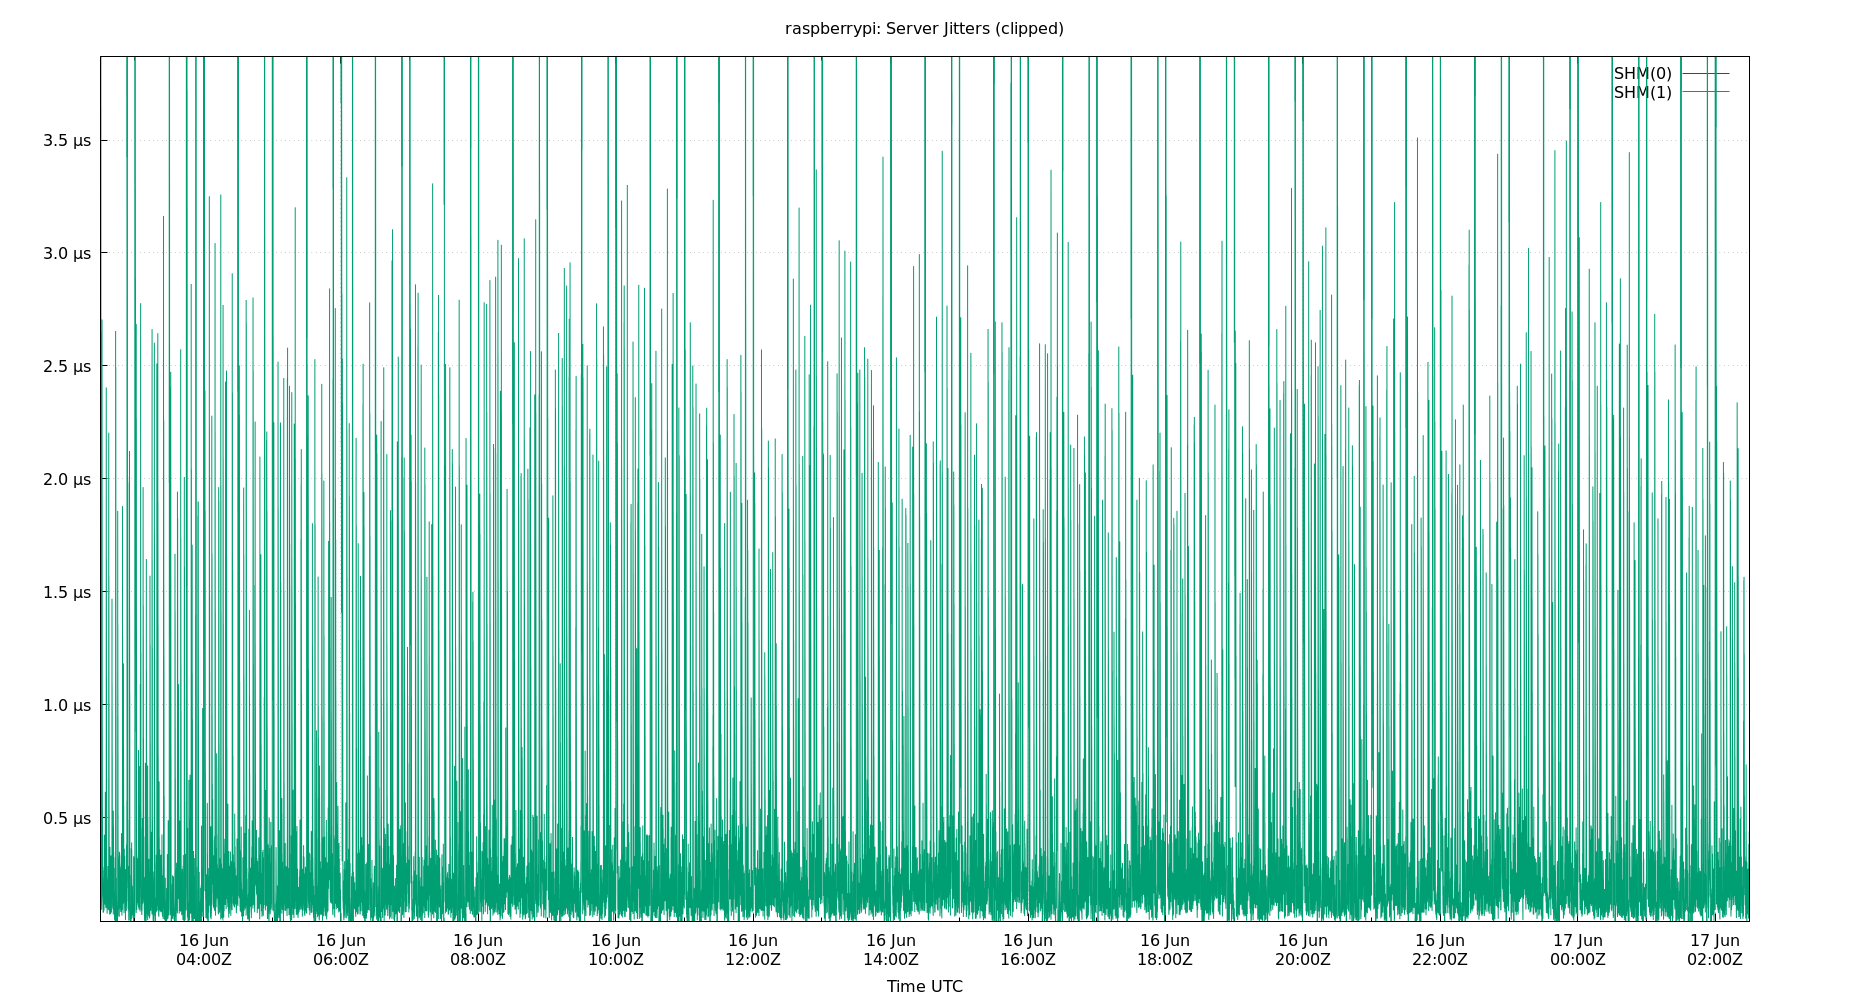 raspberrypi: Server Jitters (clipped)
SHM(0)
SHM(1)
3.5 µs
3.0 µs
2.5 µs
2.0 µs
1.5 µs
1.0 µs
0.5 µs
16 Jun 16 Jun 16 Jun 16 Jun 16 Jun 16 Jun 16 Jun 16 Jun 16 Jun 16 Jun 17 Jun 17 Jun
04:00Z 06:00Z 08:00Z 10:00Z 12:00Z 14:00Z 16:00Z 18:00Z 20:00Z 22:00Z 00:00Z 02:00Z
Time UTC